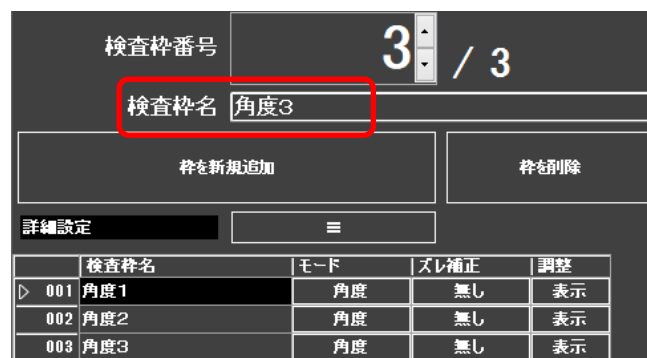 検査枠番号 3 / 3
検査枠名 角度3
枠を新規追加 枠を削除
詳細設定 ≡
検査枠名 モード ズレ補正 調整
001 角度1 角度 無し 表示
002 角度2 角度 無し 表示
003 角度3 角度 無し 表示